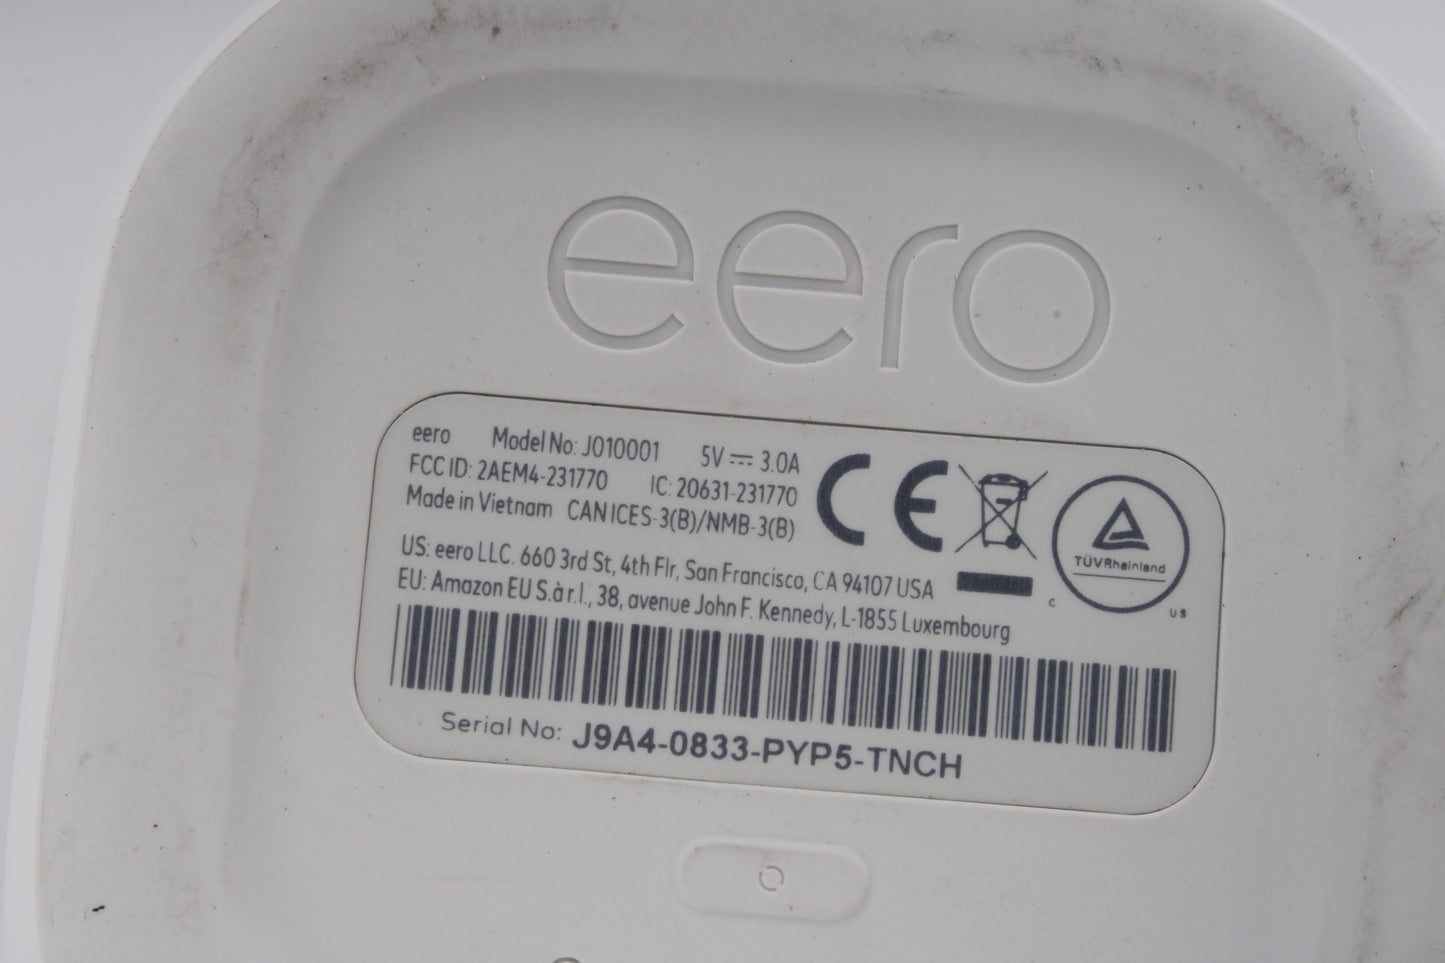 eero
eero Model No: J010001 5V ⎓ 3.0A
FCC ID: 2AEM4-231770 IC: 20631-231770
Made in Vietnam CAN ICES-3(B)/NMB-3(B)
CE
TÜVRheinland
C US
US: eero LLC. 660 3rd St, 4th Flr, San Francisco, CA 94107 USA
EU: Amazon EU S.à r.l., 38, avenue John F. Kennedy, L-1855 Luxembourg
Serial No: J9A4-0833-PYP5-TNCH